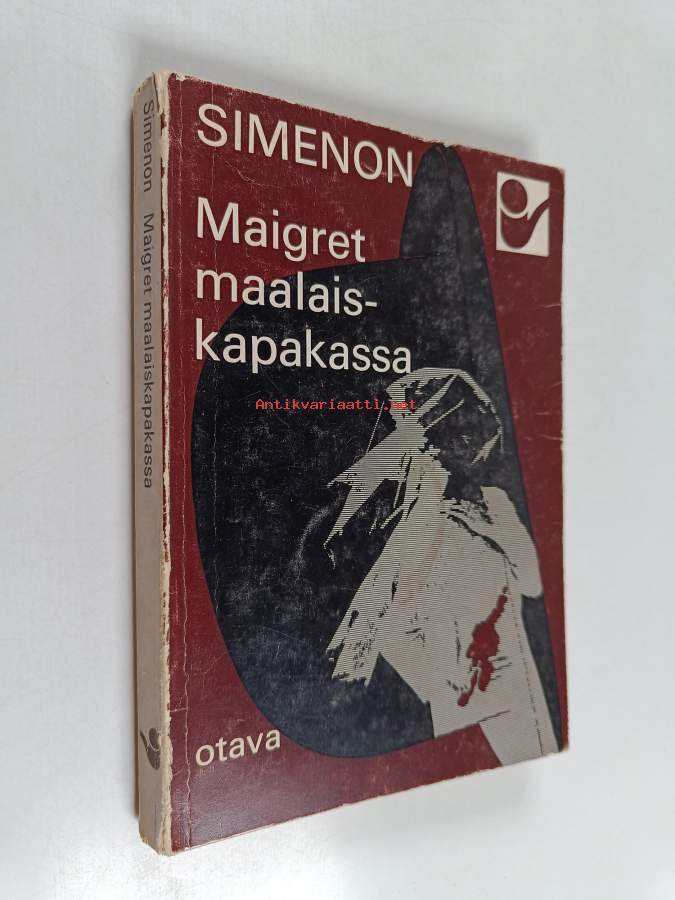 SIMENON
Maigret
maalais-
kapakassa
Antikvariaatti.net
otava
Simenon Maigret maalaiskapakassa